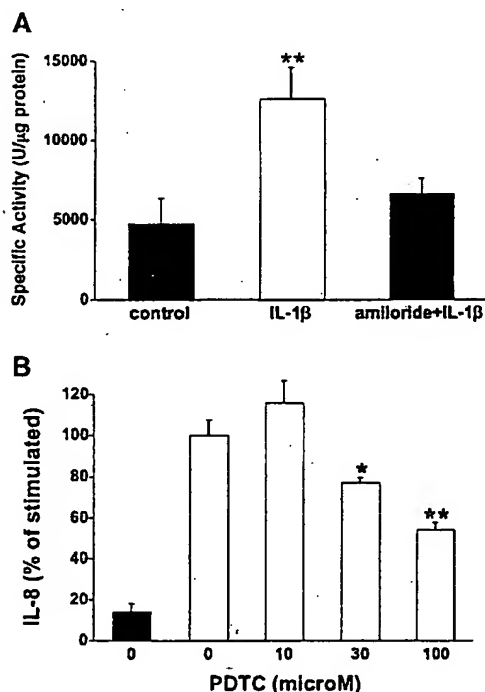 A
Specific Activity (U/µg protein)
15000
10000
5000
0
**
control
IL-1β
amiloride+IL-1β
B
IL-8 (% of stimulated)
120
100
80
60
40
20
0
*
**
0
0
10
30
100
PDTC (microM)